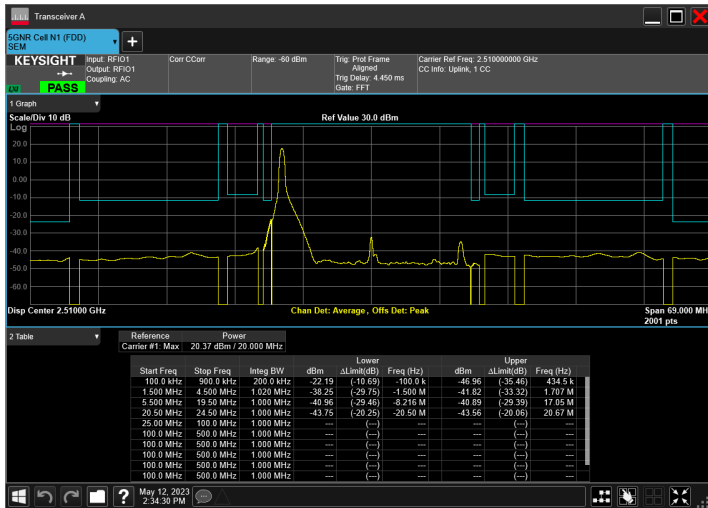 Transceiver A
5GNR Cell N1 (FDD)
SEM
KEYSIGHT
LXI
PASS
Input: RFIO1
Output: RFIO1
Coupling: AC
Corr CCorr
Range: -60 dBm
Trig: Prot Frame
Aligned
Trig Delay: 4.450 ms
Gate: FFT
Carrier Ref Freq: 2.510000000 GHz
CC Info: Uplink, 1 CC
1 Graph
Scale/Div 10 dB
Ref Value 30.0 dBm
Log
20.0
10.0
0.00
-10.0
-20.0
-30.0
-40.0
-50.0
-60.0
Disp Center 2.51000 GHz
Chan Det: Average, Offs Det: Peak
Span 69.000 MH
2001 pts
2 Table
Reference Power
Carrier #1: Max 20.37 dBm / 20.000 MHz
Lower Upper
Start Freq Stop Freq Integ BW dBm ΔLimit(dB) Freq (Hz) dBm ΔLimit(dB) Freq (Hz)
100.0 kHz 900.0 kHz 200.0 kHz -22.19 (-10.69) -100.0 k -46.96 (-35.46) 434.5 k
1.500 MHz 4.500 MHz 1.020 MHz -38.25 (-29.75) -1.500 M -41.82 (-33.32) 1.707 M
5.500 MHz 19.50 MHz 1.000 MHz -40.96 (-29.46) -8.216 M -40.89 (-29.39) 17.05 M
20.50 MHz 24.50 MHz 1.000 MHz -43.75 (-20.25) -20.50 M -43.56 (-20.06) 20.67 M
25.00 MHz 100.0 MHz 1.000 MHz --- (---) --- --- (---) ---
100.0 MHz 500.0 MHz 1.000 MHz --- (---) --- --- (---) ---
100.0 MHz 500.0 MHz 1.000 MHz --- (---) --- --- (---) ---
100.0 MHz 500.0 MHz 1.000 MHz --- (---) --- --- (---) ---
100.0 MHz 500.0 MHz 1.000 MHz --- (---) --- --- (---) ---
100.0 MHz 500.0 MHz 1.000 MHz --- (---) --- --- (---) ---
?
May 12, 2023
2:34:30 PM